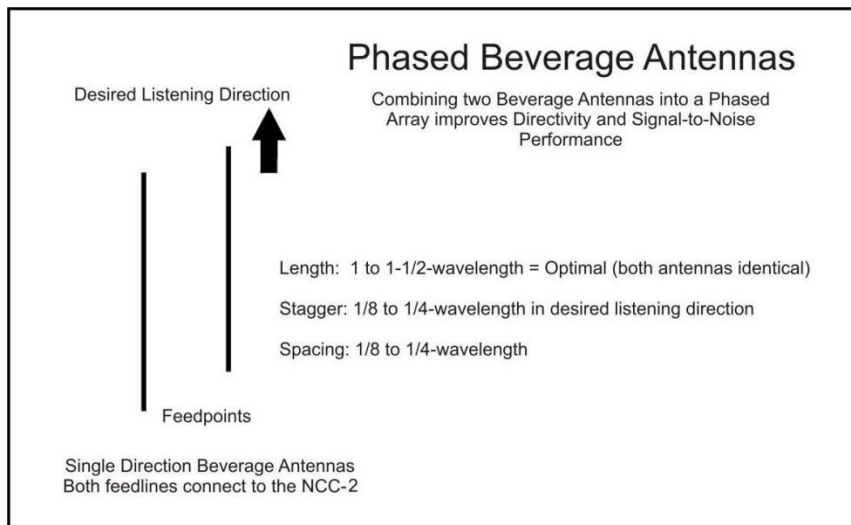 Phased Beverage Antennas
Combining two Beverage Antennas into a Phased
Array improves Directivity and Signal-to-Noise
Performance
Desired Listening Direction
Length: 1 to 1-1/2-wavelength = Optimal (both antennas identical)
Stagger: 1/8 to 1/4-wavelength in desired listening direction
Spacing: 1/8 to 1/4-wavelength
Feedpoints
Single Direction Beverage Antennas
Both feedlines connect to the NCC-2